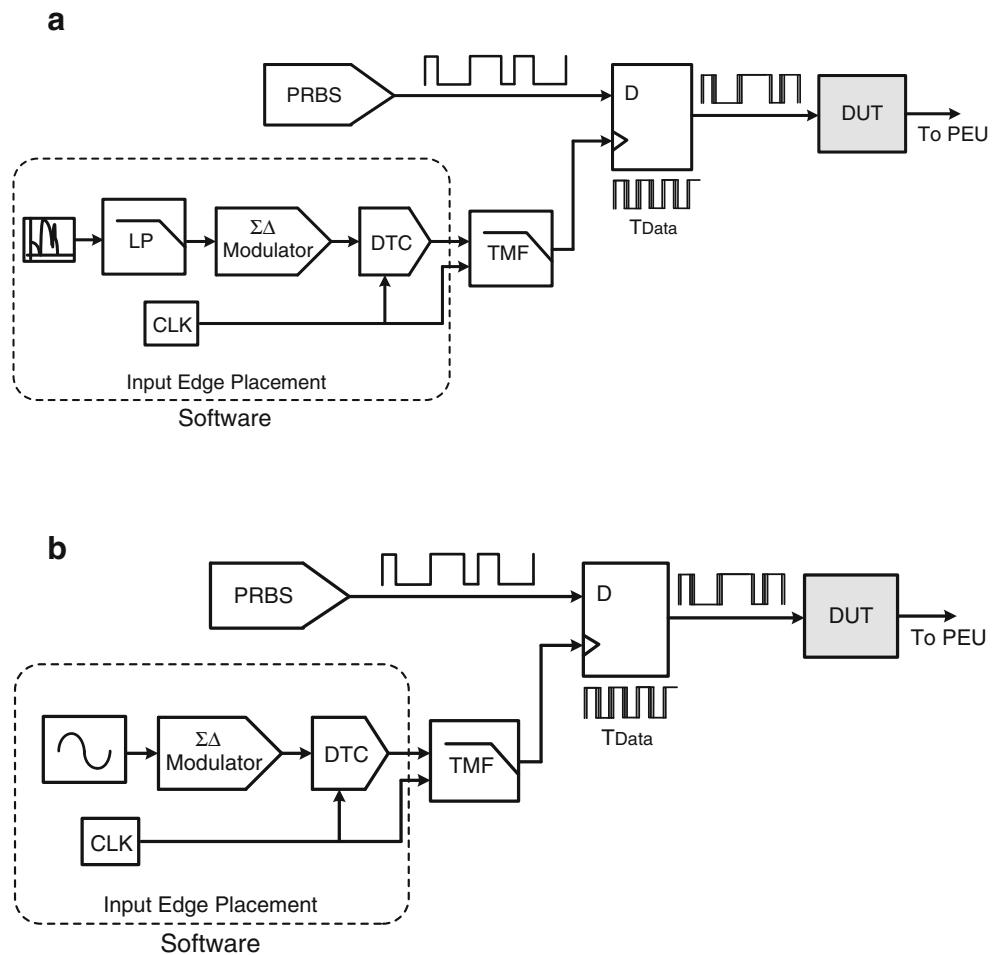 a
PRBS
D
DUT
To PEU
TData
LP
ΣΔ
Modulator
DTC
TMF
CLK
Input Edge Placement
Software
b
PRBS
D
DUT
To PEU
TData
ΣΔ
Modulator
DTC
TMF
CLK
Input Edge Placement
Software